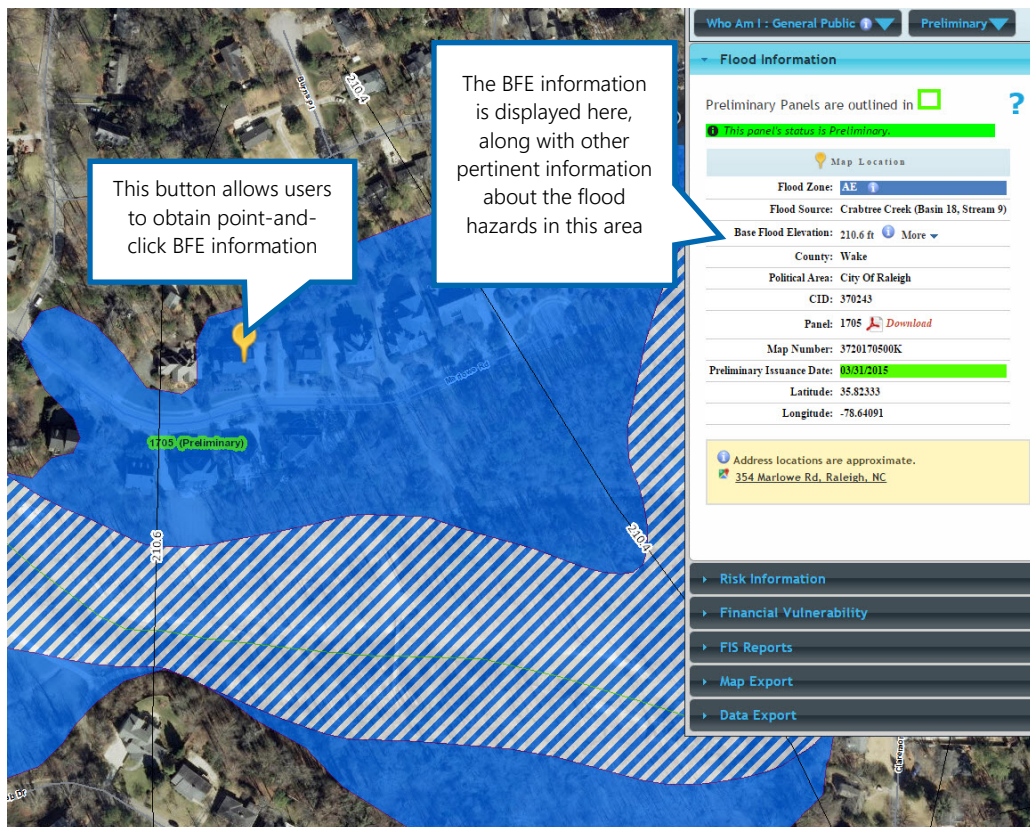 Who Am I : General Public
Preliminary
Flood Information
Preliminary Panels are outlined in
?
This panel's status is Preliminary.
Map Location
Flood Zone: AE
Flood Source: Crabtree Creek (Basin 18, Stream 9)
Base Flood Elevation: 210.6 ft More
County: Wake
Political Area: City Of Raleigh
CID: 370243
Panel: 1705 Download
Map Number: 3720170500K
Preliminary Issuance Date: 03/31/2015
Latitude: 35.82333
Longitude: -78.64091
Address locations are approximate.
354 Marlowe Rd, Raleigh, NC
Risk Information
Financial Vulnerability
FIS Reports
Map Export
Data Export
The BFE information
is displayed here,
along with other
pertinent information
about the flood
hazards in this area
This button allows users
to obtain point-and-
click BFE information
210.4
1705 (Preliminary)
210.6
210.4